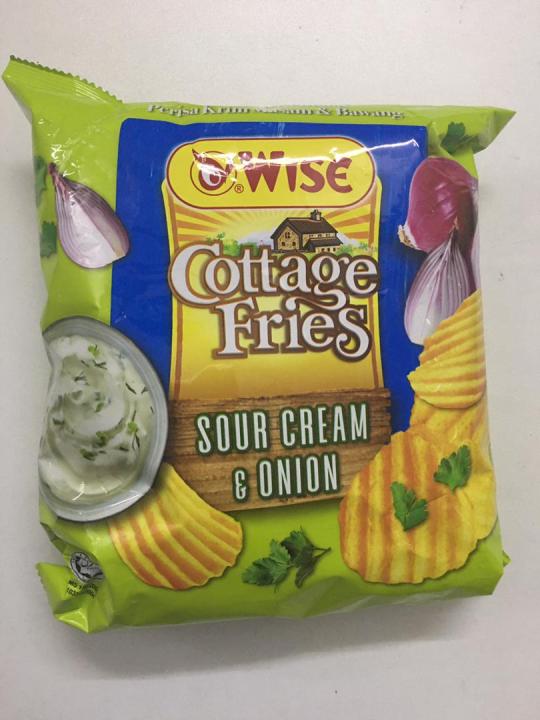 Perisa Krim Masam & Bawang
WISE
®
Cottage
Fries
SOUR CREAM
& ONION